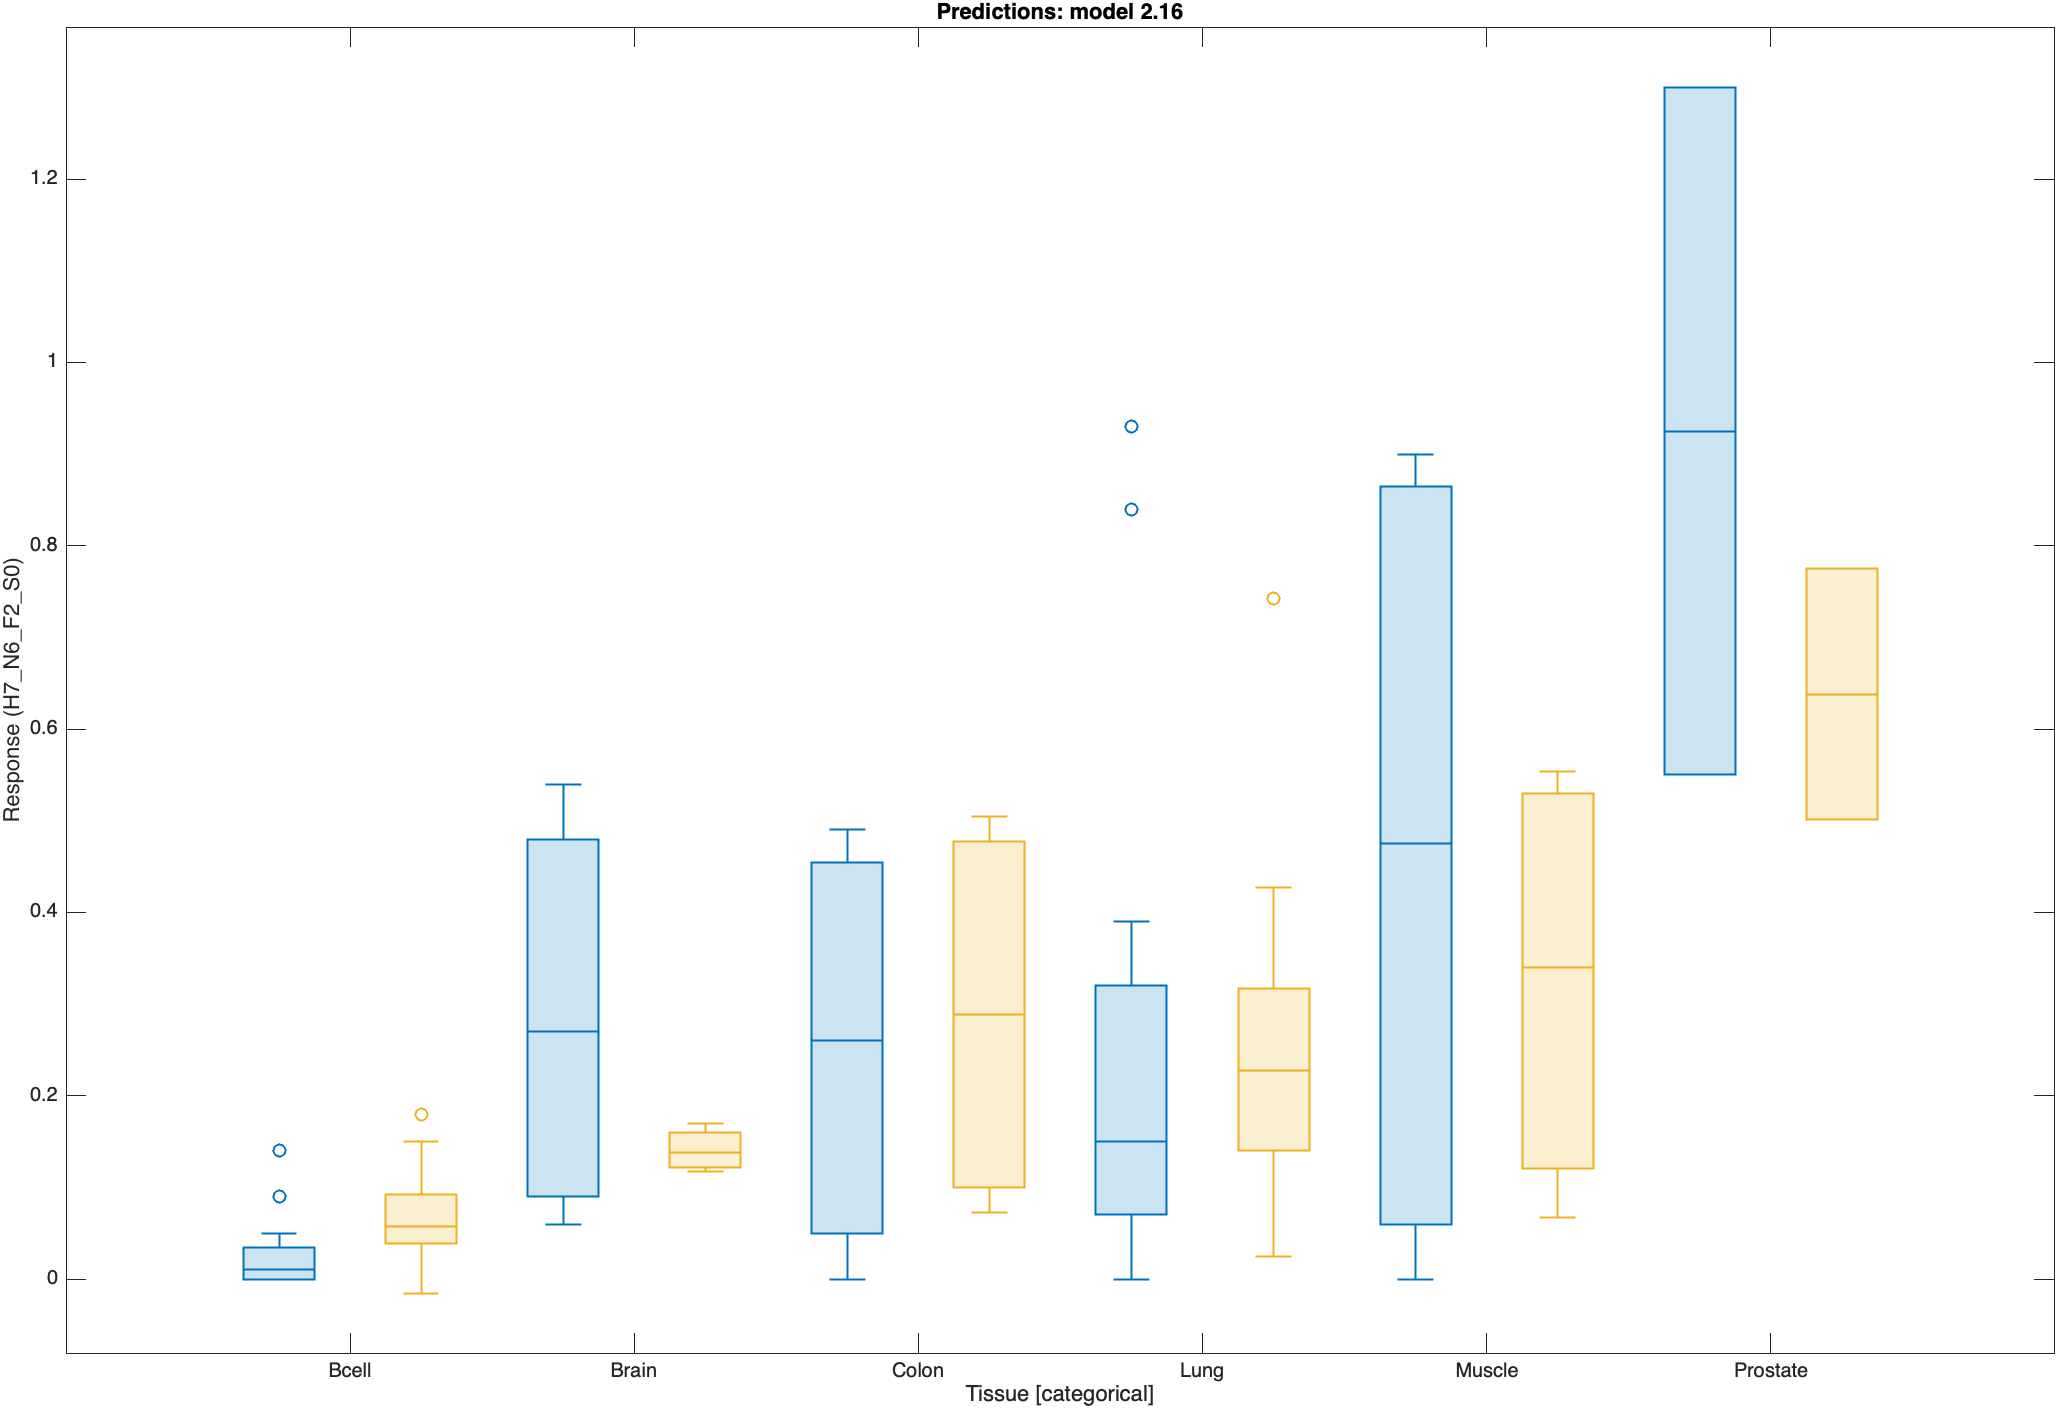 Predictions: model 2.16
1.2
1
0.8
0.6
0.4
0.2
0
Response (H7_N6_F2_S0)
Bcell Brain Colon Lung Muscle Prostate
Tissue [categorical]